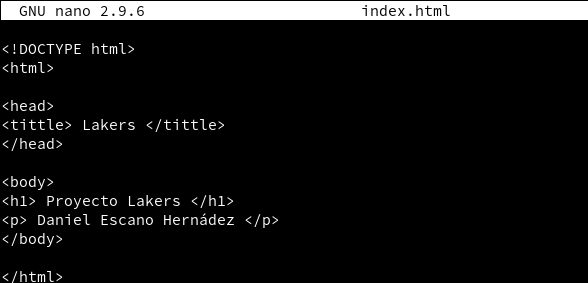 GNU nano 2.9.6 index.html
<!DOCTYPE html>
<html>
<head>
<tittle> Lakers </tittle>
</head>
<body>
<h1> Proyecto Lakers </h1>
<p> Daniel Escano Hernádez </p>
</body>
</html>